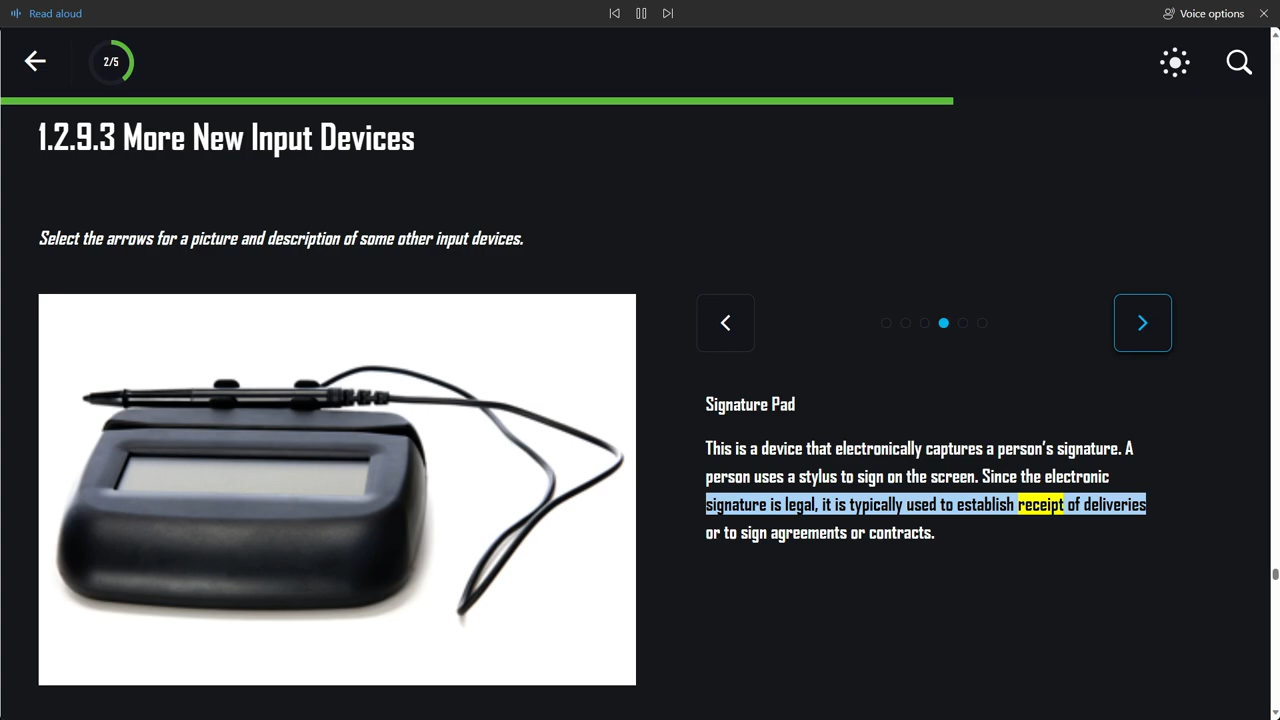 Read aloud
Voice options
2/5
1.2.9.3 More New Input Devices
Select the arrows for a picture and description of some other input devices.
Signature Pad
This is a device that electronically captures a person’s signature. A
person uses a stylus to sign on the screen. Since the electronic
signature is legal, it is typically used to establish receipt of deliveries
or to sign agreements or contracts.